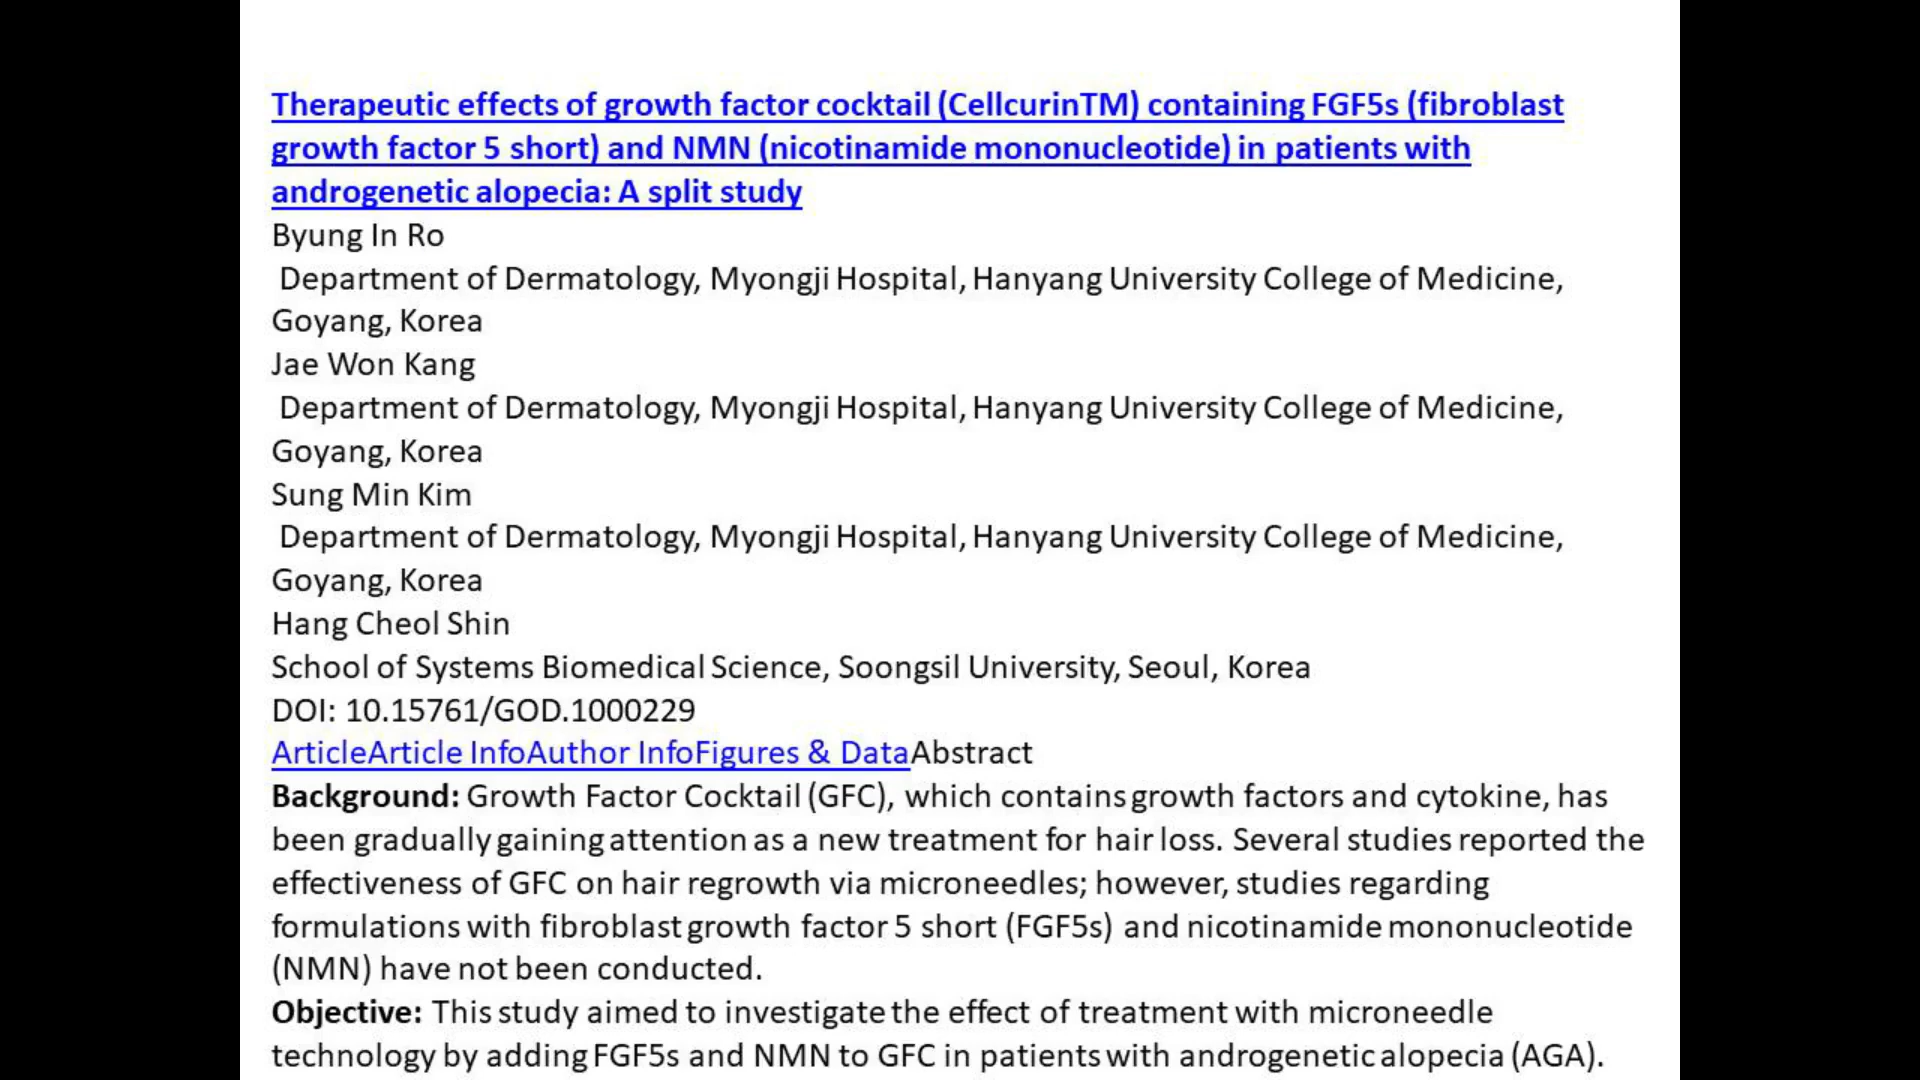 Therapeutic effects of growth factor cocktail (CellcurinTM) containing FGF5s (fibroblast
growth factor 5 short) and NMN (nicotinamide mononucleotide) in patients with
androgenetic alopecia: A split study
Byung In Ro
Department of Dermatology, Myongji Hospital, Hanyang University College of Medicine,
Goyang, Korea
Jae Won Kang
Department of Dermatology, Myongji Hospital, Hanyang University College of Medicine,
Goyang, Korea
Sung Min Kim
Department of Dermatology, Myongji Hospital, Hanyang University College of Medicine,
Goyang, Korea
Hang Cheol Shin
School of Systems Biomedical Science, Soongsil University, Seoul, Korea
DOI: 10.15761/GOD.1000229
ArticleArticle InfoAuthor InfoFigures & DataAbstract
Background: Growth Factor Cocktail (GFC), which contains growth factors and cytokine, has
been gradually gaining attention as a new treatment for hair loss. Several studies reported the
effectiveness of GFC on hair regrowth via microneedles; however, studies regarding
formulations with fibroblast growth factor 5 short (FGF5s) and nicotinamide mononucleotide
(NMN) have not been conducted.
Objective: This study aimed to investigate the effect of treatment with microneedle
technology by adding FGF5s and NMN to GFC in patients with androgenetic alopecia (AGA).